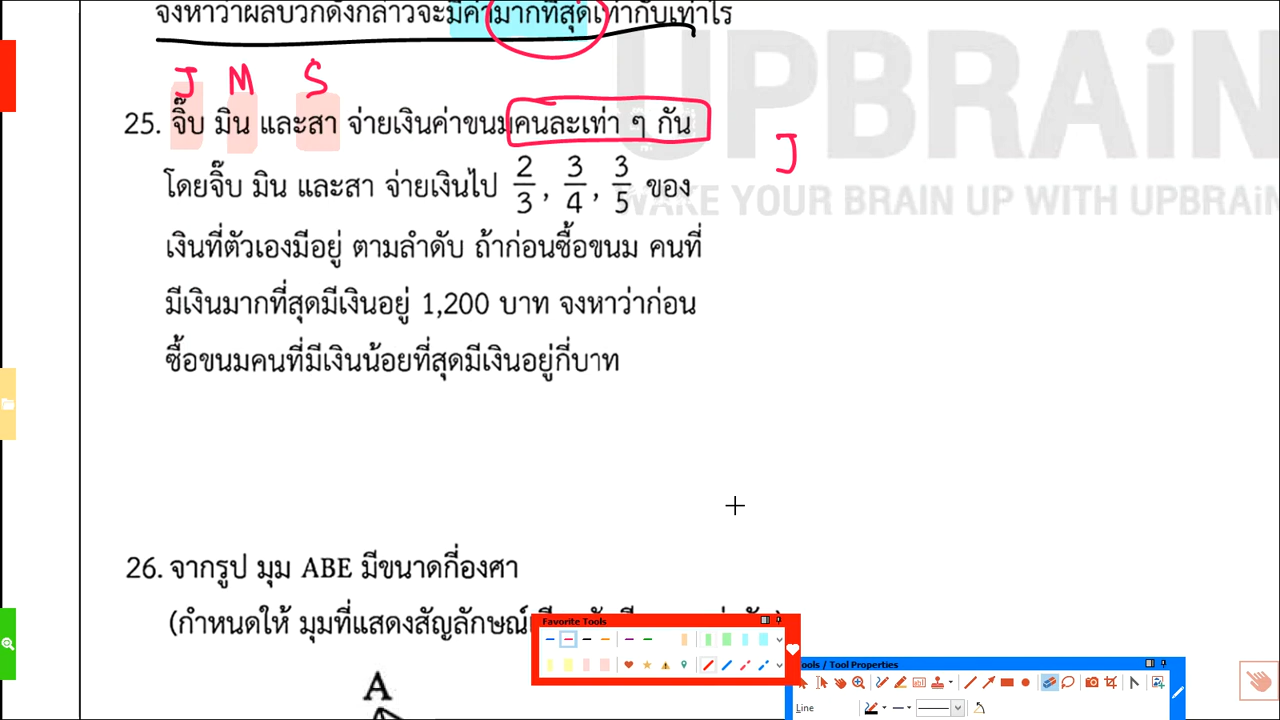 จงหาว่าผลบวกดังกล่าวจะมีค่ามากที่สุดเท่ากับเท่าไร
J M S
25. จิ๊บ มิน และสา จ่ายเงินค่าขนมคนละเท่า ๆ กัน
J
โดยจิ๊บ มิน และสา จ่ายเงินไป 2/3, 3/4, 3/5 ของ
เงินที่ตัวเองมีอยู่ ตามลำดับ ถ้าก่อนซื้อขนม คนที่
มีเงินมากที่สุดมีเงินอยู่ 1,200 บาท จงหาว่าก่อน
ซื้อขนมคนที่มีเงินน้อยที่สุดมีเงินอยู่กี่บาท
UPBRAiN
WAKE YOUR BRAIN UP WITH UPBRAiN
26. จากรูป มุม ABE มีขนาดกี่องศา
(กำหนดให้ มุมที่แสดงสัญลักษณ์
A
Favorite Tools
Tools / Tool Properties
Line